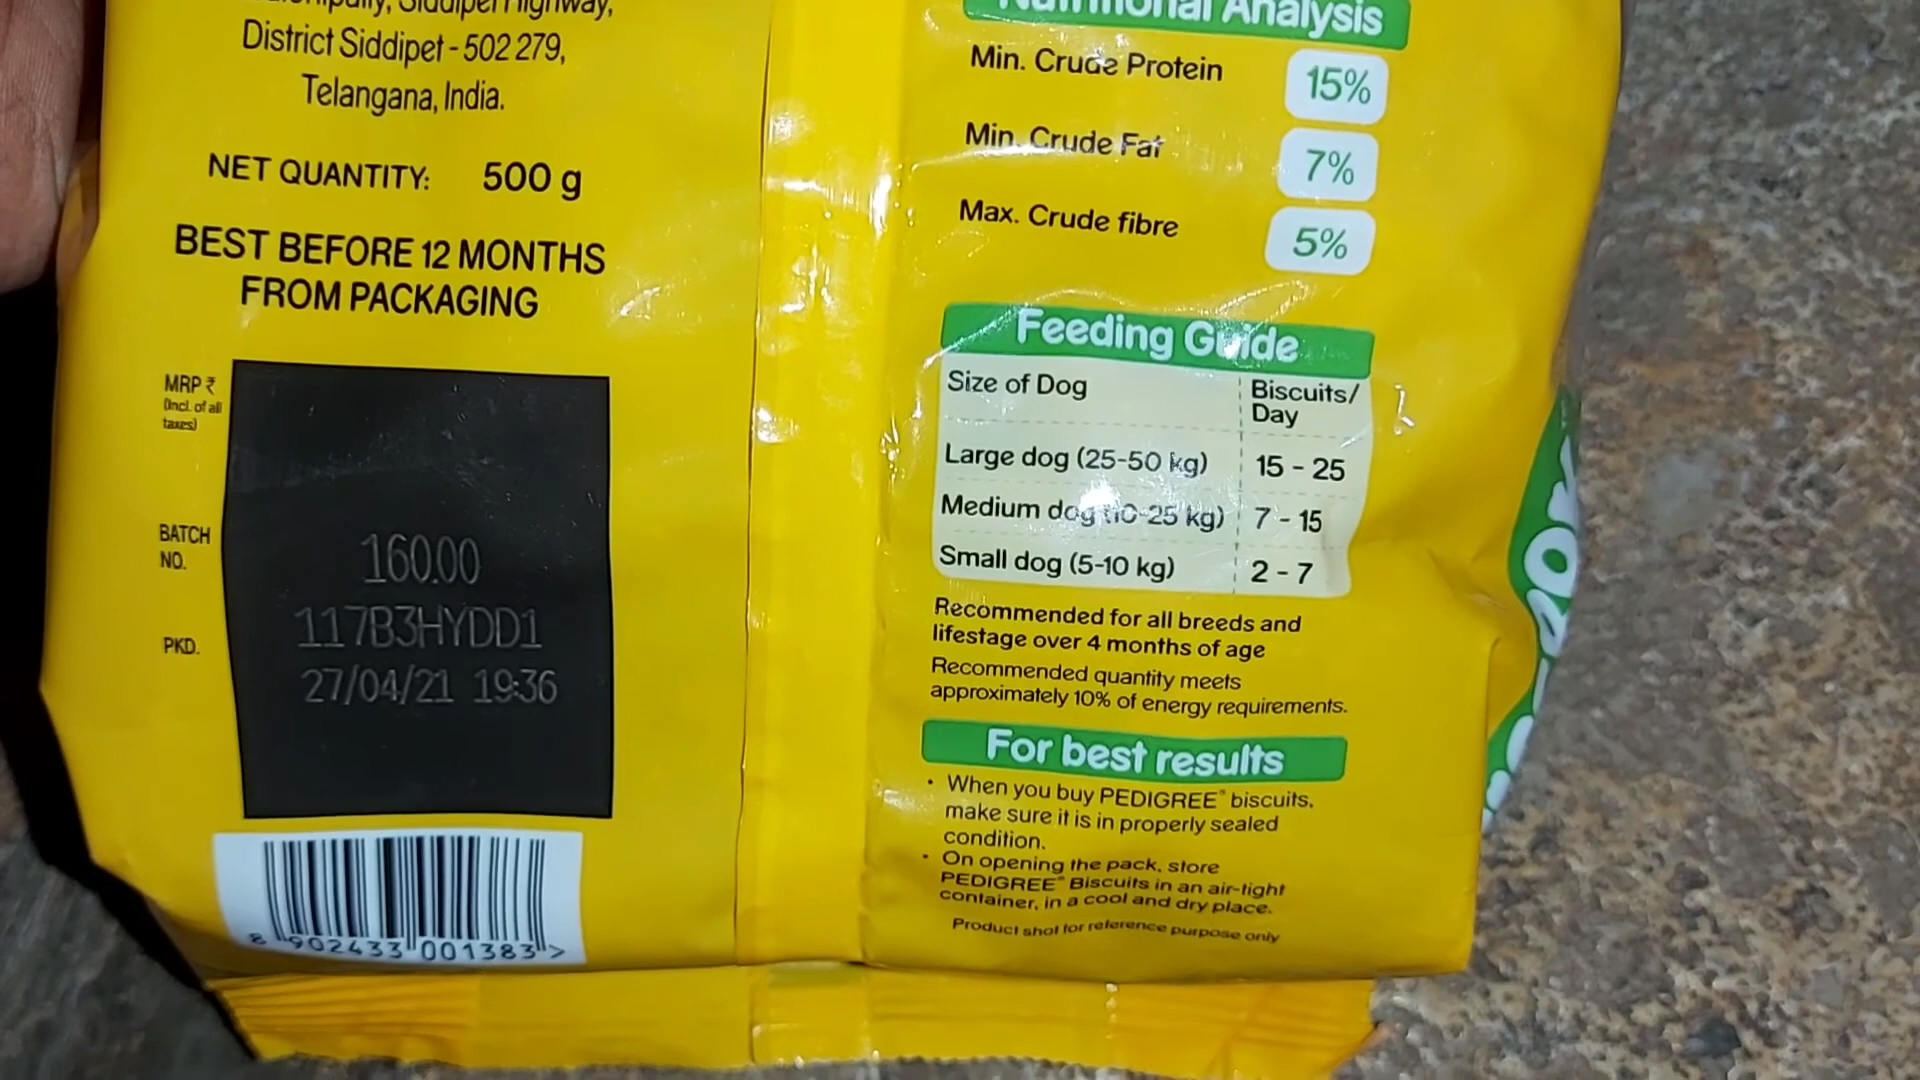 District Siddipet - 502 279,
Telangana, India.
NET QUANTITY: 500 g
BEST BEFORE 12 MONTHS
FROM PACKAGING
MRP ₹
(Incl. of all
taxes)
160.00
BATCH
NO.
117B3HYDD1
PKD.
27/04/21 19:36
8 902433 001383 >
Nutritional Analysis
Min. Crude Protein 15%
Min. Crude Fat 7%
Max. Crude fibre 5%
Feeding Guide
Size of Dog Biscuits/
Day
Large dog (25-50 kg) 15 - 25
Medium dog (10-25 kg) 7 - 15
Small dog (5-10 kg) 2 - 7
Recommended for all breeds and
lifestage over 4 months of age
Recommended quantity meets
approximately 10% of energy requirements.
For best results
• When you buy PEDIGREE® biscuits,
make sure it is in properly sealed
condition.
• On opening the pack, store
PEDIGREE® Biscuits in an air-tight
container, in a cool and dry place.
Product shot for reference purpose only